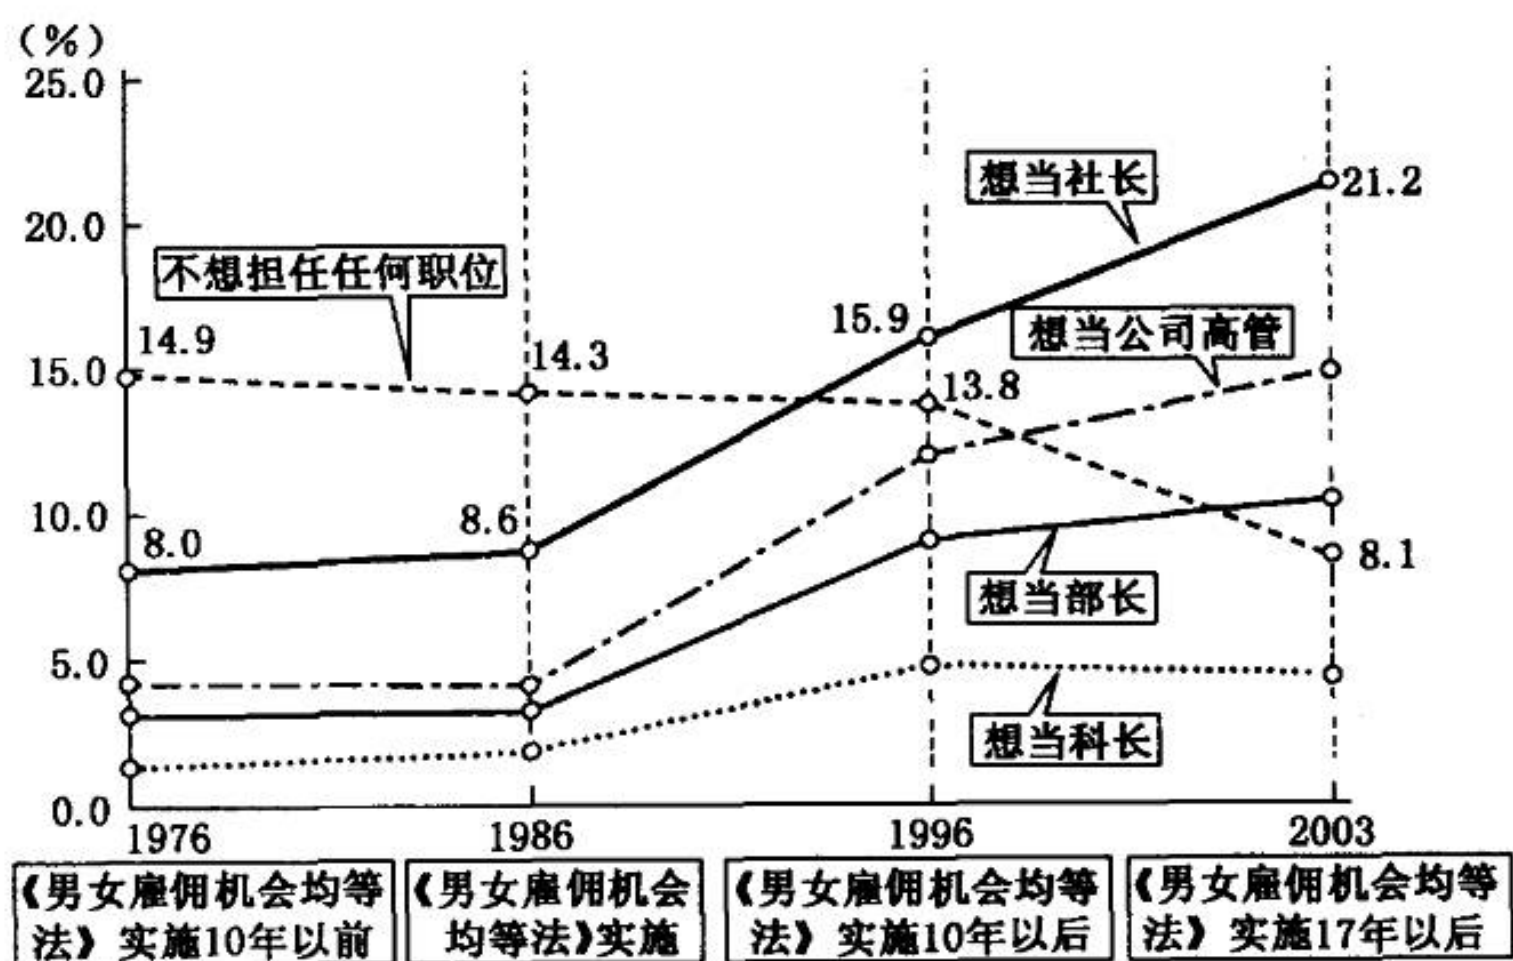 (%)
25.0
20.0
15.0
10.0
5.0
0.0
想当社长
21.2
不想担任任何职位
14.9
14.3
15.9
想当公司高管
13.8
8.0
8.6
8.1
想当部长
想当科长
1976
1986
1996
2003
《男女雇佣机会均等
法》实施10年以前
《男女雇佣机会
均等法》实施
《男女雇佣机会均等
法》实施10年以后
《男女雇佣机会均等
法》实施17年以后